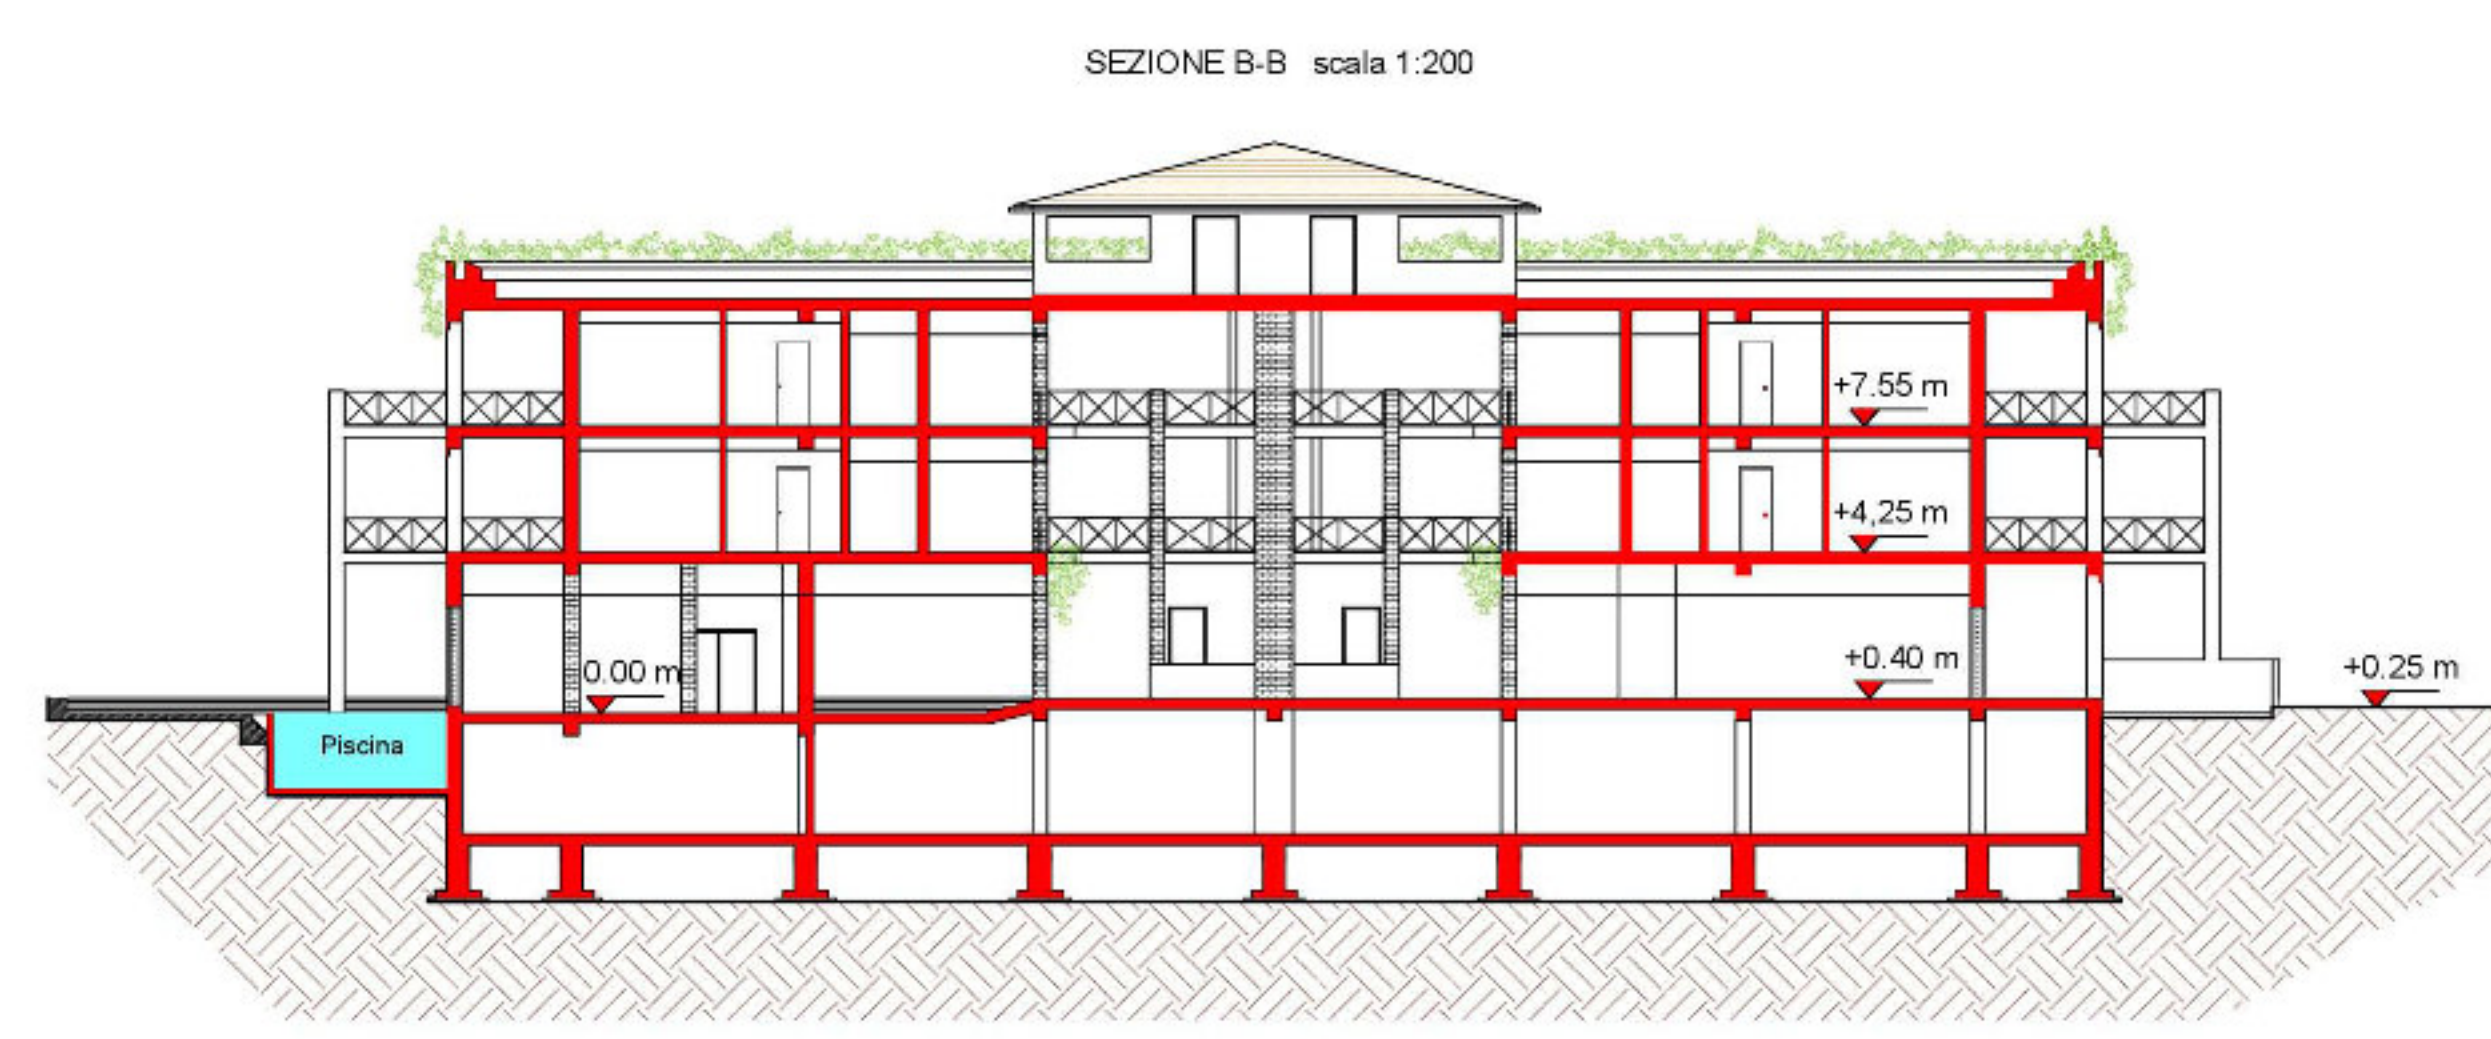 SEZIONE B-B scala 1:200
+7.55 m
+4,25 m
0.00 m
+0.40 m
+0.25 m
Piscina